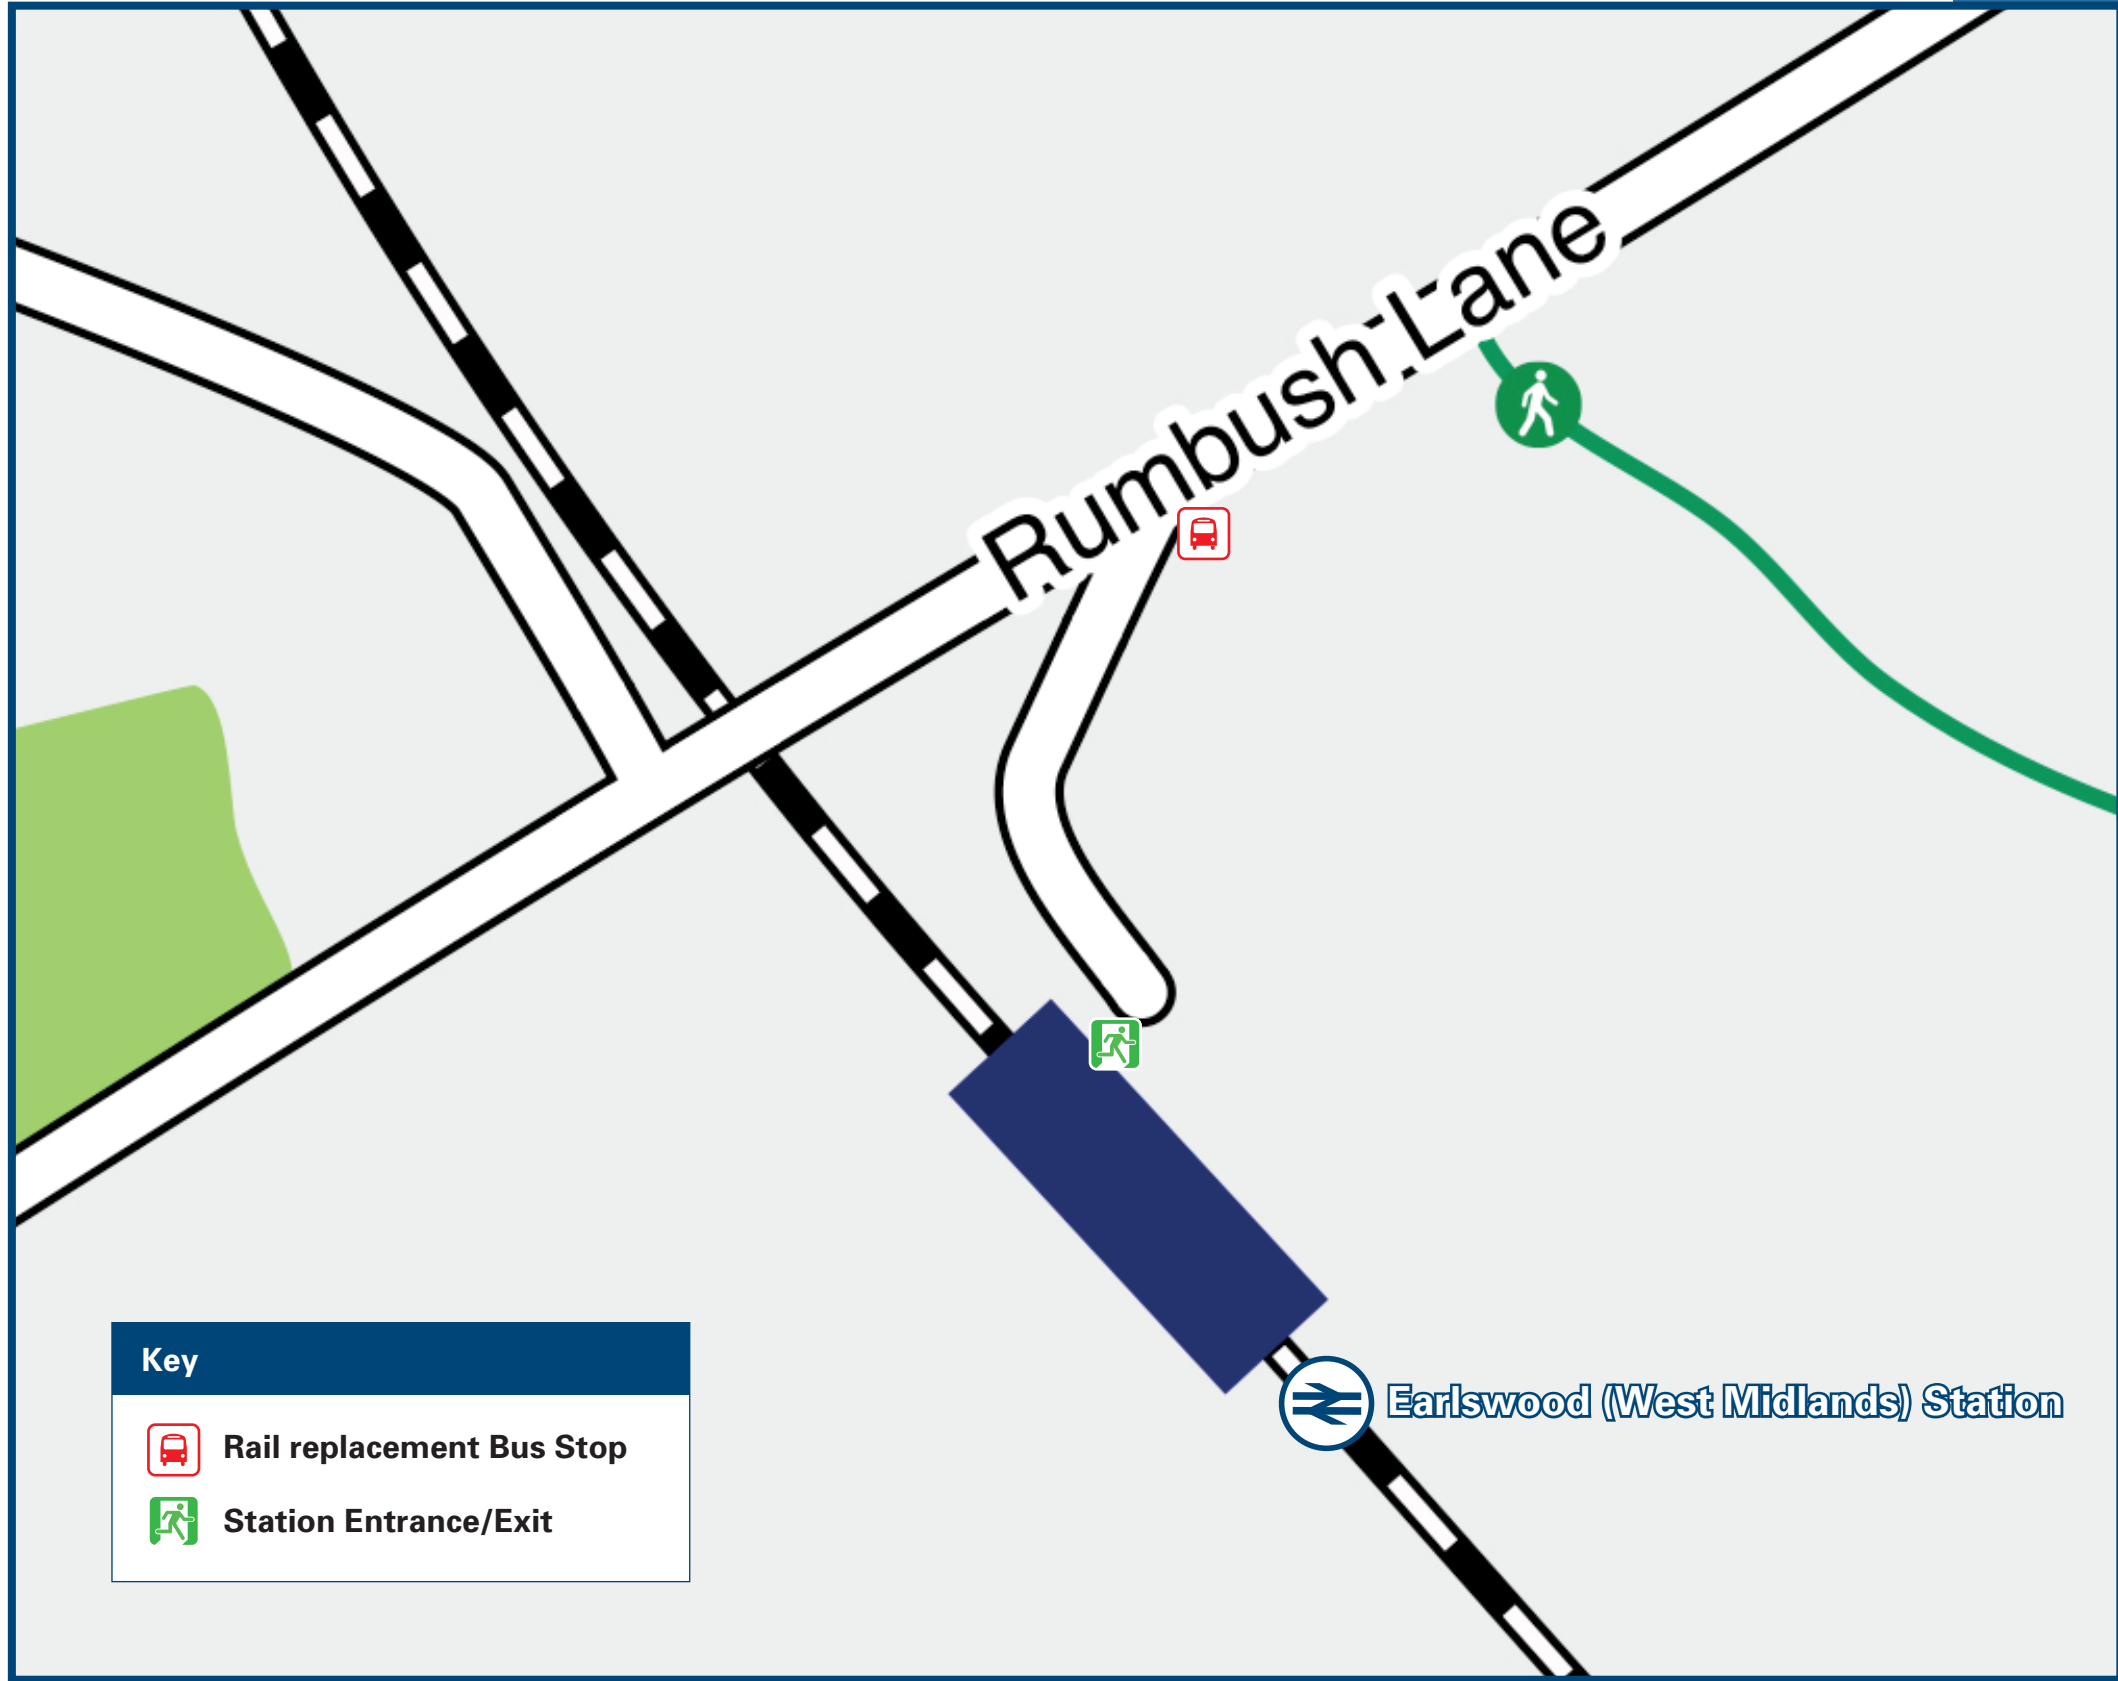 Rumbush Lane
Earlswood (West Midlands) Station
Key
Rail replacement Bus Stop
Station Entrance/Exit